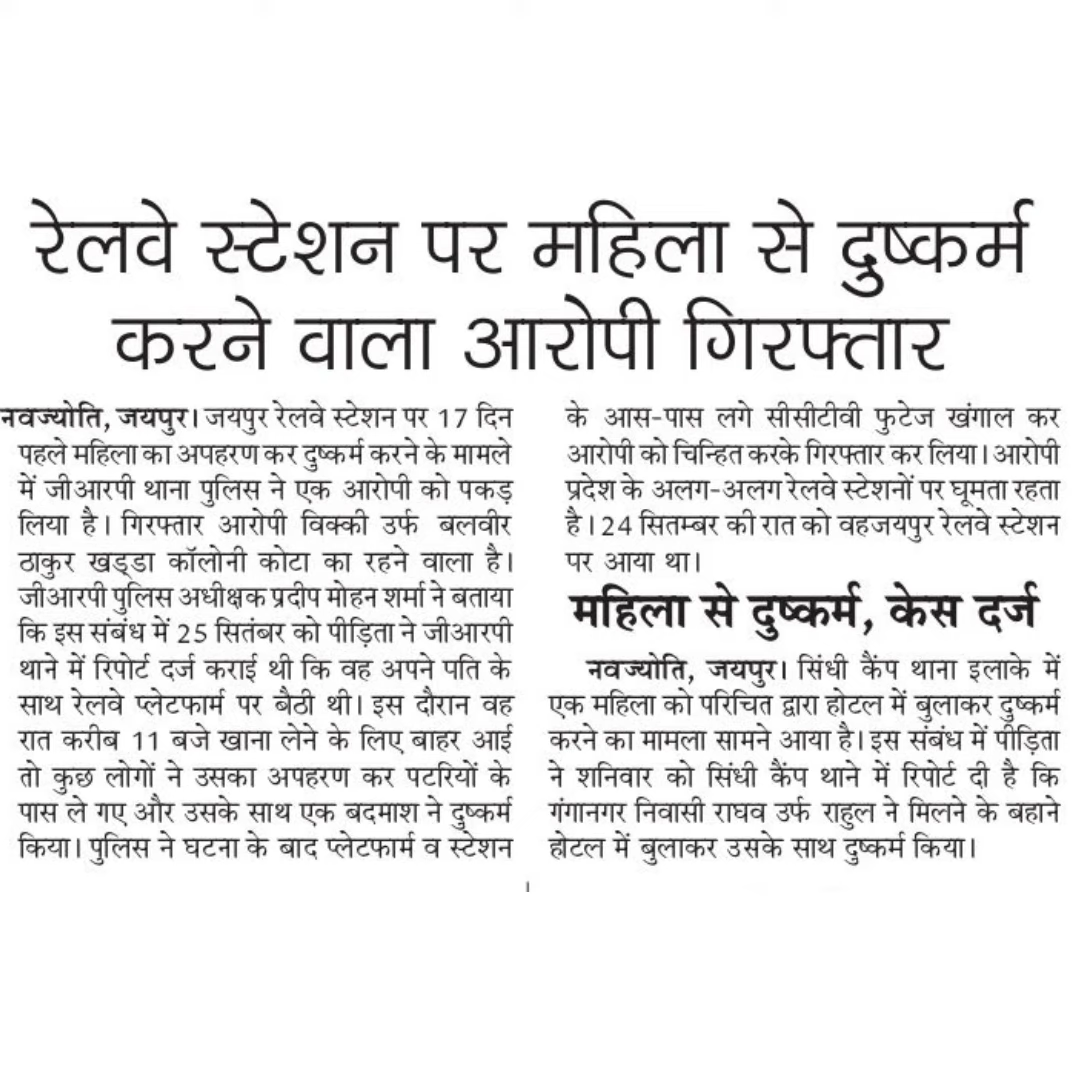 रेलवे स्टेशन पर महिला से दुष्कर्म
करने वाला आरोपी गिरफ्तार
नवज्योति, जयपुर। जयपुर रेलवे स्टेशन पर 17 दिन
पहले महिला का अपहरण कर दुष्कर्म करने के मामले
में जीआरपी थाना पुलिस ने एक आरोपी को पकड़
लिया है। गिरफ्तार आरोपी विक्की उर्फ बलवीर
ठाकुर खड्डा कॉलोनी कोटा का रहने वाला है।
जीआरपी पुलिस अधीक्षक प्रदीप मोहन शर्मा ने बताया
कि इस संबंध में 25 सितंबर को पीड़िता ने जीआरपी
थाने में रिपोर्ट दर्ज कराई थी कि वह अपने पति के
साथ रेलवे प्लेटफार्म पर बैठी थी। इस दौरान वह
रात करीब 11 बजे खाना लेने के लिए बाहर आई
तो कुछ लोगों ने उसका अपहरण कर पटरियों के
पास ले गए और उसके साथ एक बदमाश ने दुष्कर्म
किया। पुलिस ने घटना के बाद प्लेटफार्म व स्टेशन
के आस-पास लगे सीसीटीवी फुटेज खंगाल कर
आरोपी को चिन्हित करके गिरफ्तार कर लिया। आरोपी
प्रदेश के अलग-अलग रेलवे स्टेशनों पर घूमता रहता
है। 24 सितम्बर की रात को वहजयपुर रेलवे स्टेशन
पर आया था।
महिला से दुष्कर्म, केस दर्ज
नवज्योति, जयपुर। सिंधी कैंप थाना इलाके में
एक महिला को परिचित द्वारा होटल में बुलाकर दुष्कर्म
करने का मामला सामने आया है। इस संबंध में पीड़िता
ने शनिवार को सिंधी कैंप थाने में रिपोर्ट दी है कि
गंगानगर निवासी राघव उर्फ राहुल ने मिलने के बहाने
होटल में बुलाकर उसके साथ दुष्कर्म किया।